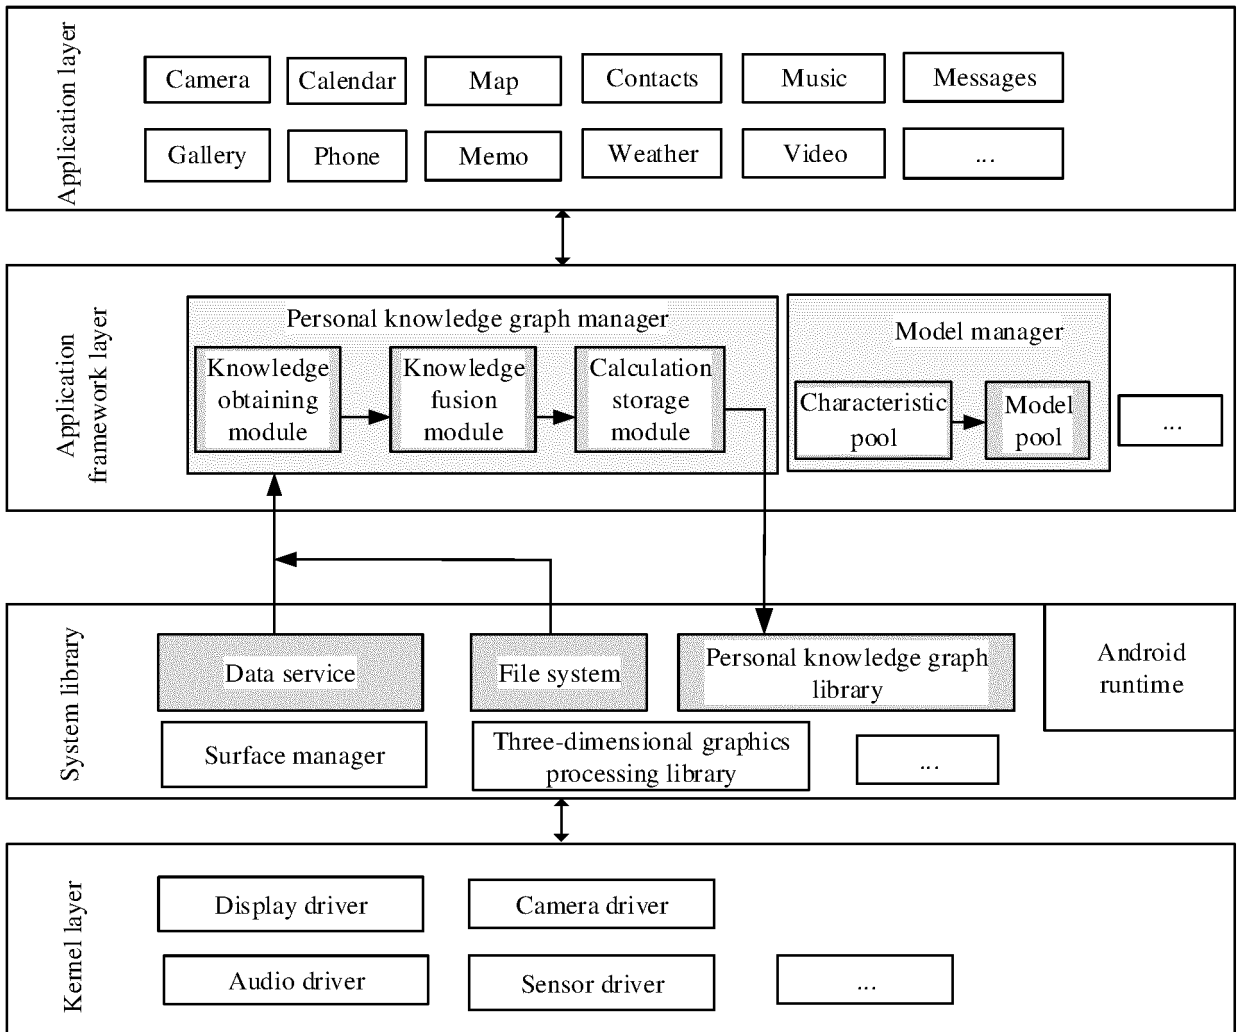 Application layer
Camera
Calendar
Map
Contacts
Music
Messages
Gallery
Phone
Memo
Weather
Video
...
Application
framework layer
Personal knowledge graph manager
Knowledge
obtaining
module
Knowledge
fusion
module
Calculation
storage
module
Model manager
Characteristic
pool
Model
pool
...
System library
Data service
File system
Personal knowledge graph
library
Android
runtime
Surface manager
Three-dimensional graphics
processing library
...
Kernel layer
Display driver
Camera driver
Audio driver
Sensor driver
...